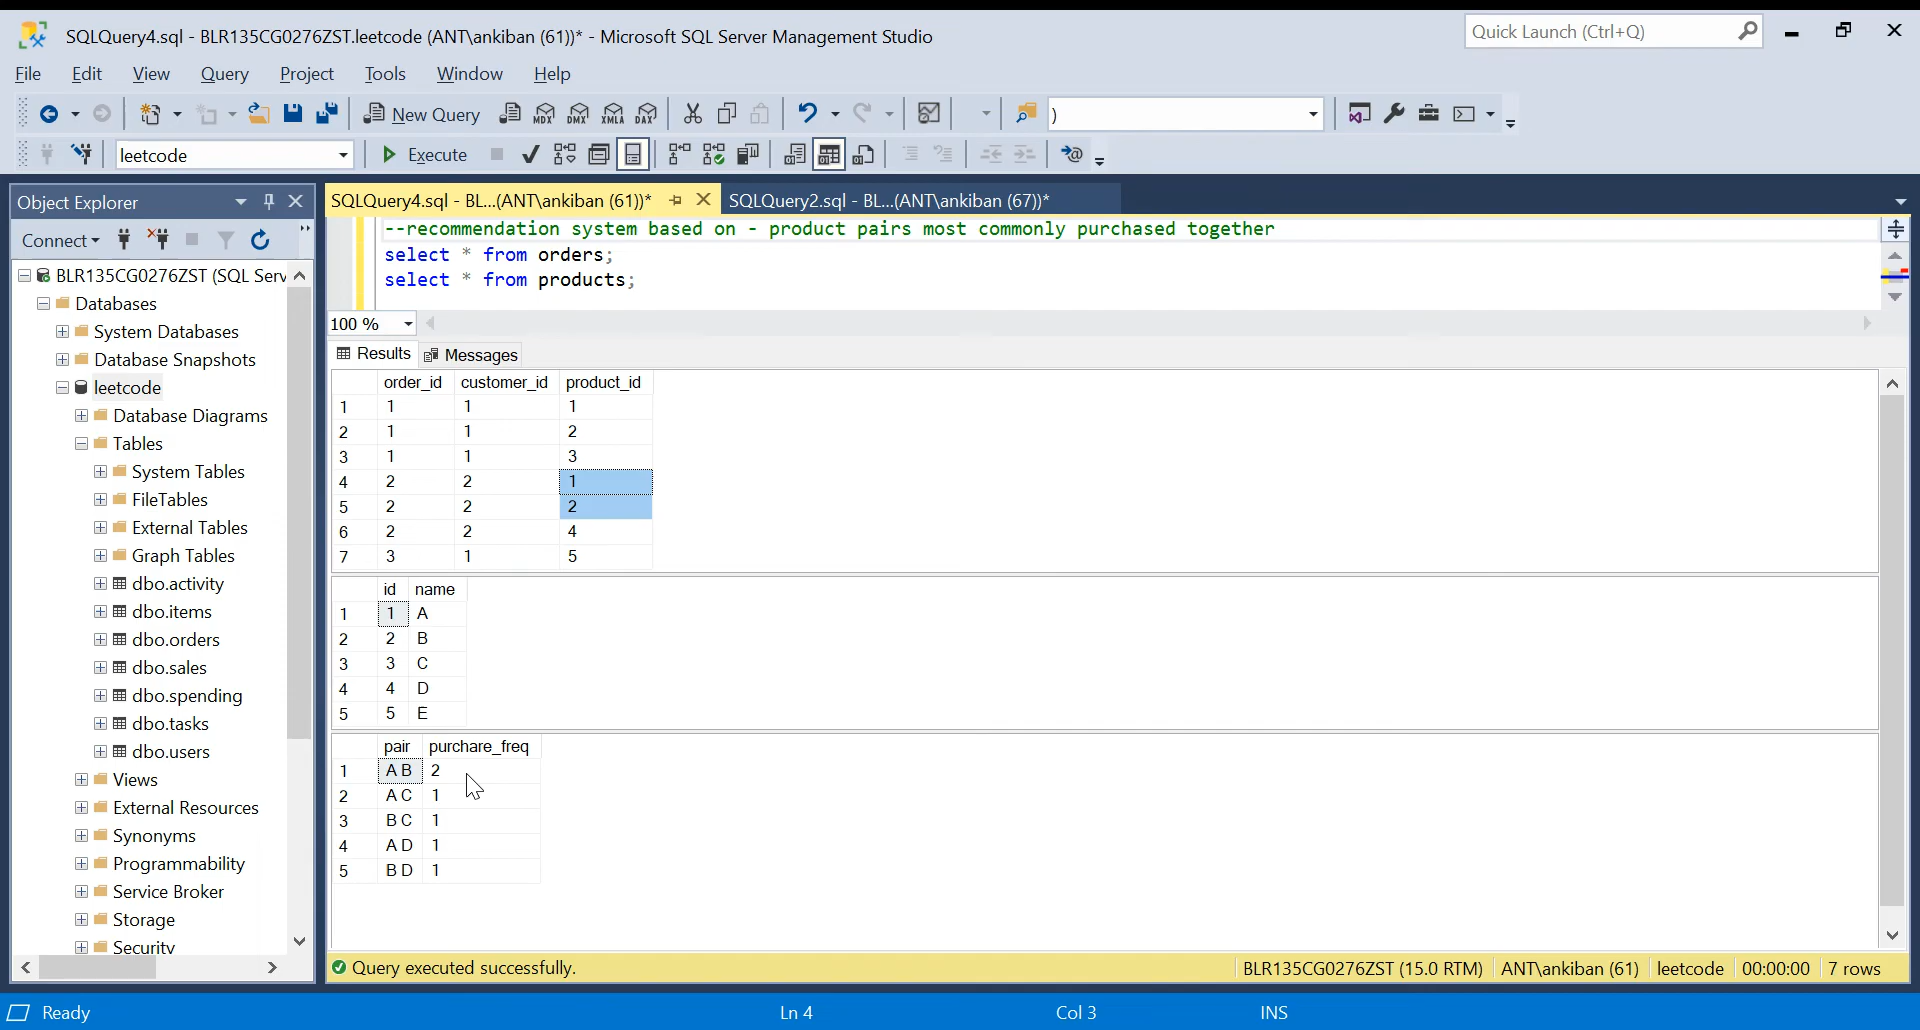 SQLQuery4.sql - BLR135CG0276ZST.leetcode (ANT\ankiban (61))* - Microsoft SQL Server Management Studio
Quick Launch (Ctrl+Q)
File Edit View Query Project Tools Window Help
New Query MDX DMX XMLA DAX )
leetcode Execute
Object Explorer
Connect
BLR135CG0276ZST (SQL Serv
Databases
System Databases
Database Snapshots
leetcode
Database Diagrams
Tables
System Tables
FileTables
External Tables
Graph Tables
dbo.activity
dbo.items
dbo.orders
dbo.sales
dbo.spending
dbo.tasks
dbo.users
Views
External Resources
Synonyms
Programmability
Service Broker
Storage
Security
SQLQuery4.sql - BL...(ANT\ankiban (61))* SQLQuery2.sql - BL...(ANT\ankiban (67))*
--recommendation system based on - product pairs most commonly purchased together
select * from orders;
select * from products;
100 %
Results Messages
order_id customer_id product_id
1 1 1 1
2 1 1 2
3 1 1 3
4 2 2 1
5 2 2 2
6 2 2 4
7 3 1 5
id name
1 1 A
2 2 B
3 3 C
4 4 D
5 5 E
pair purchare_freq
1 A B 2
2 A C 1
3 B C 1
4 A D 1
5 B D 1
Query executed successfully. BLR135CG0276ZST (15.0 RTM) ANT\ankiban (61) leetcode 00:00:00 7 rows
Ready Ln 4 Col 3 INS